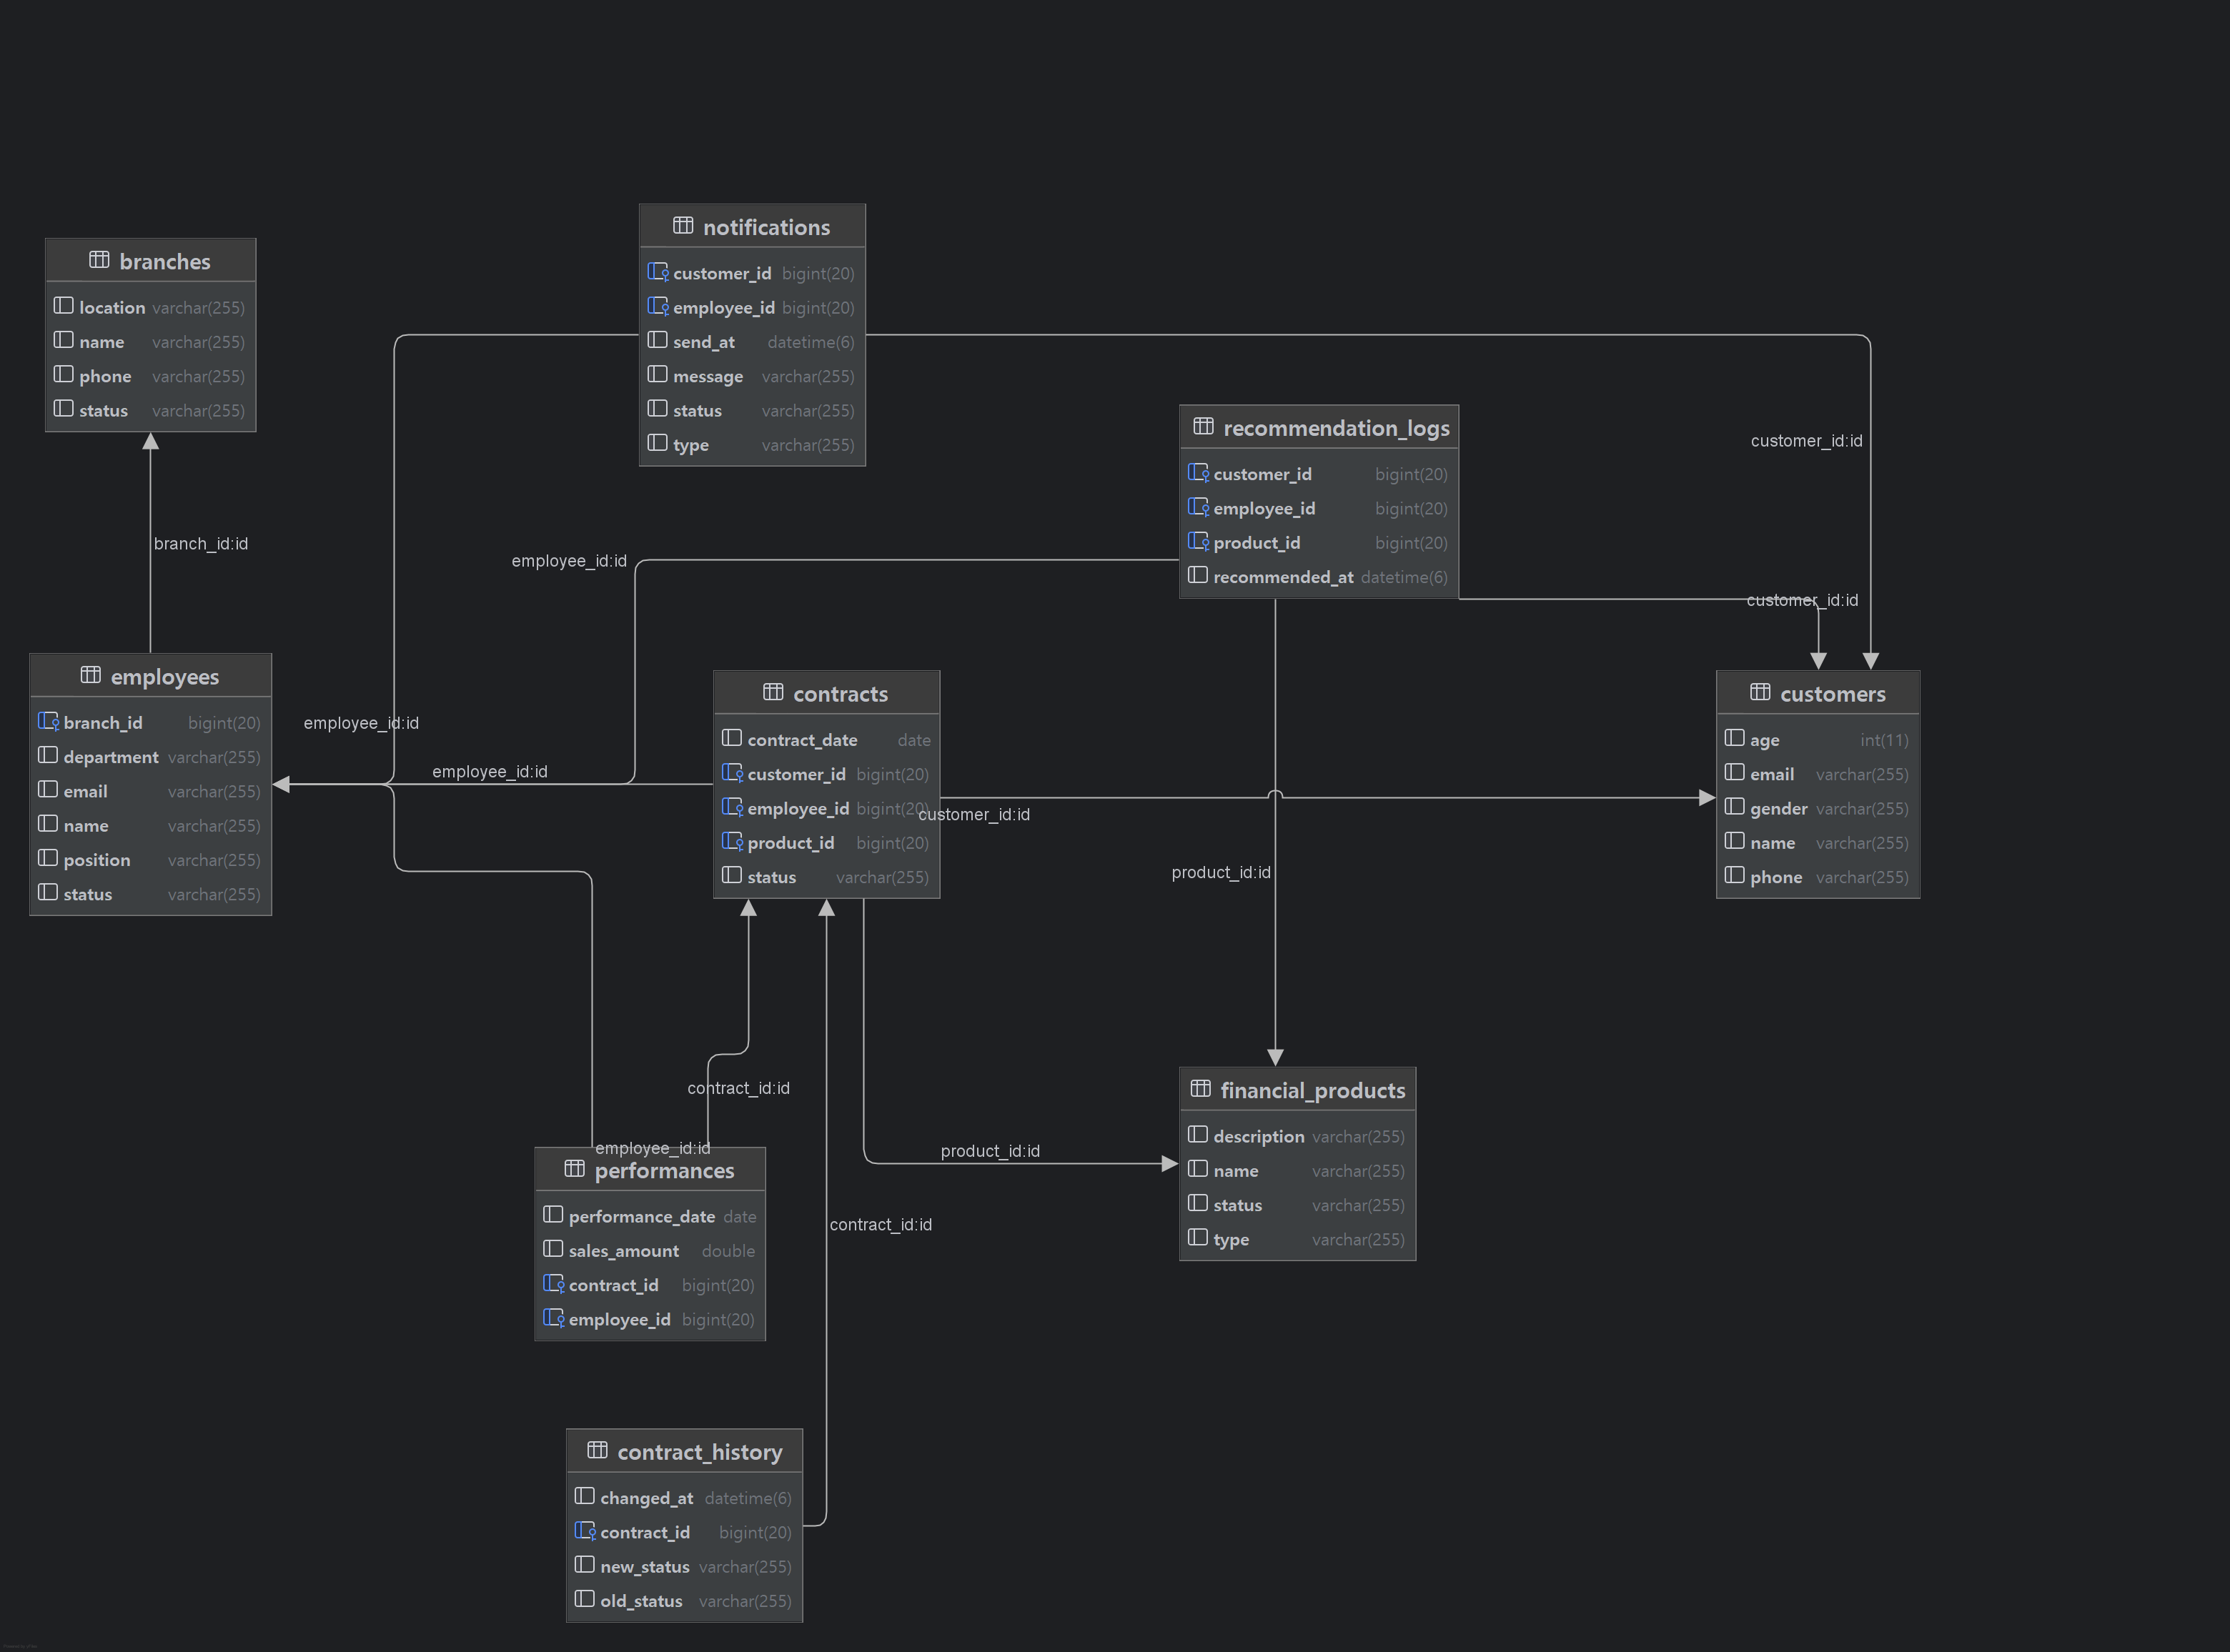 notifications
customer_id bigint(20)
employee_id bigint(20)
send_at datetime(6)
message varchar(255)
status varchar(255)
type varchar(255)
branches
location varchar(255)
name varchar(255)
phone varchar(255)
status varchar(255)
recommendation_logs
customer_id bigint(20)
employee_id bigint(20)
product_id bigint(20)
recommended_at datetime(6)
customer_id:id
branch_id:id
employee_id:id
customer_id:id
employees
branch_id bigint(20)
department varchar(255)
email varchar(255)
name varchar(255)
position varchar(255)
status varchar(255)
employee_id:id
employee_id:id
contracts
contract_date date
customer_id bigint(20)
employee_id bigint(20)
product_id bigint(20)
status varchar(255)
customer_id:id
customers
age int(11)
email varchar(255)
gender varchar(255)
name varchar(255)
phone varchar(255)
product_id:id
contract_id:id
employee_id:id
performances
performance_date date
sales_amount double
contract_id bigint(20)
employee_id bigint(20)
product_id:id
contract_id:id
financial_products
description varchar(255)
name varchar(255)
status varchar(255)
type varchar(255)
contract_history
changed_at datetime(6)
contract_id bigint(20)
new_status varchar(255)
old_status varchar(255)